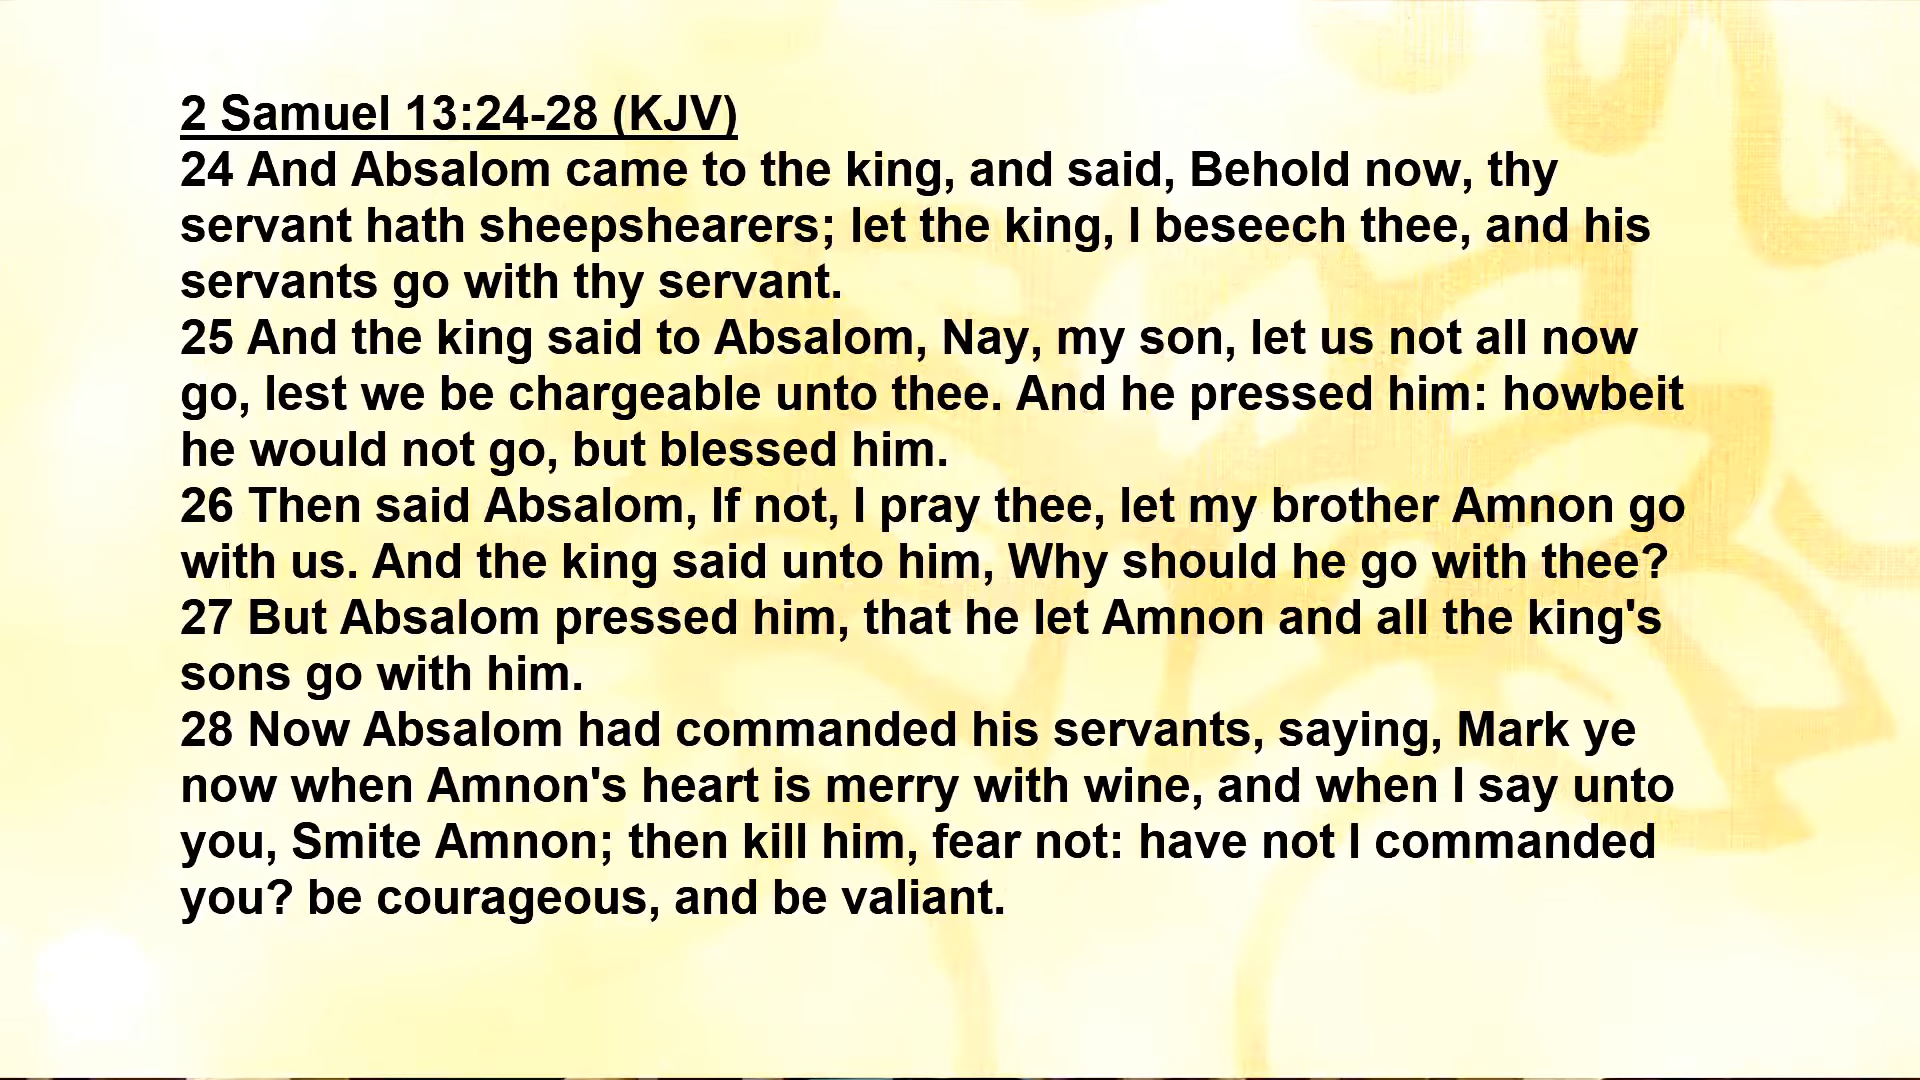 2 Samuel 13:24-28 (KJV)
24 And Absalom came to the king, and said, Behold now, thy
servant hath sheepshearers; let the king, I beseech thee, and his
servants go with thy servant.
25 And the king said to Absalom, Nay, my son, let us not all now
go, lest we be chargeable unto thee. And he pressed him: howbeit
he would not go, but blessed him.
26 Then said Absalom, If not, I pray thee, let my brother Amnon go
with us. And the king said unto him, Why should he go with thee?
27 But Absalom pressed him, that he let Amnon and all the king's
sons go with him.
28 Now Absalom had commanded his servants, saying, Mark ye
now when Amnon's heart is merry with wine, and when I say unto
you, Smite Amnon; then kill him, fear not: have not I commanded
you? be courageous, and be valiant.